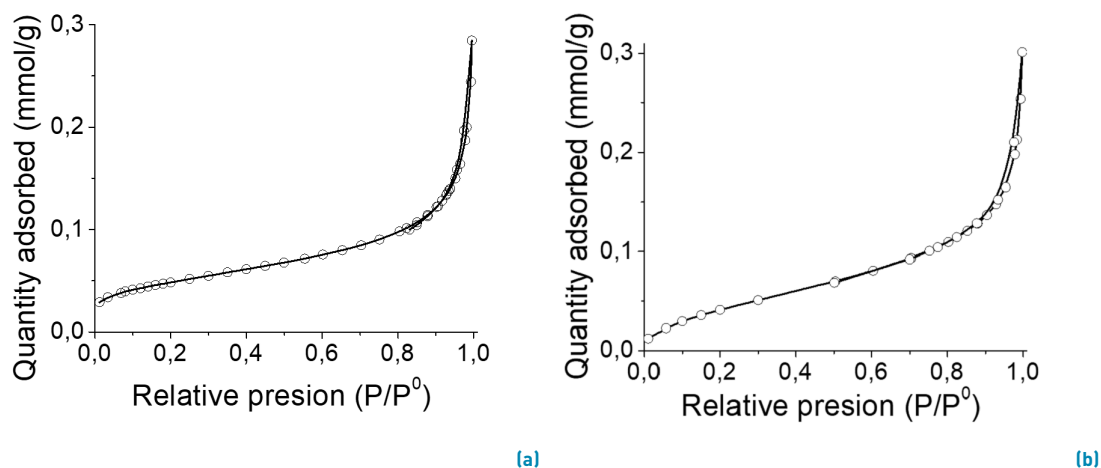 Quantity adsorbed (mmol/g)
0,3
0,2
0,1
0,0
0,0 0,2 0,4 0,6 0,8 1,0
Relative presion (P/P⁰)
(a)
Quantity adsorbed (mmol/g)
0,3
0,2
0,1
0,0
0,0 0,2 0,4 0,6 0,8 1,0
Relative presion (P/P⁰)
(b)